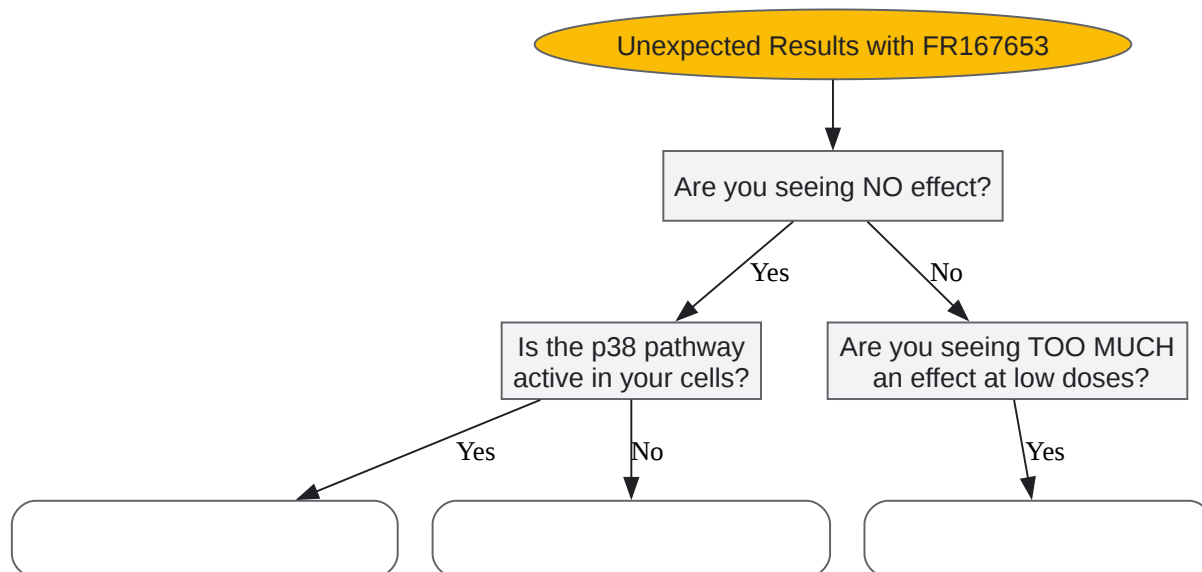 Unexpected Results with FR167653
Are you seeing NO effect?
Yes
No
Is the p38 pathway
active in your cells?
Are you seeing TOO MUCH
an effect at low doses?
Yes
No
Yes